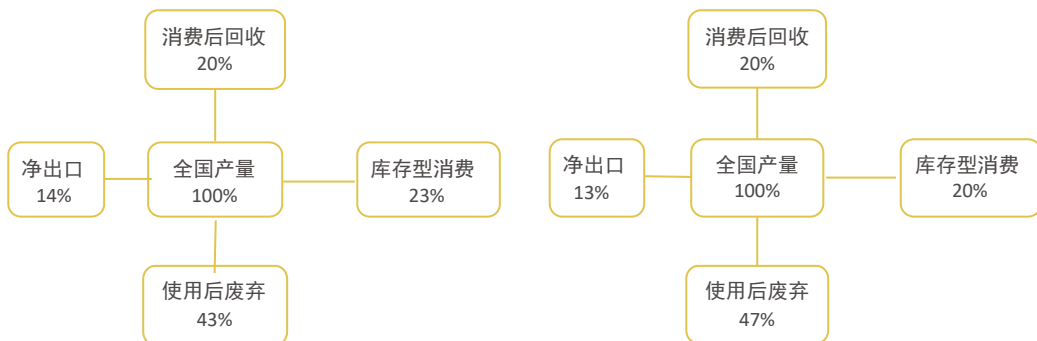 消费后回收
20%
净出口
14%
全国产量
100%
库存型消费
23%
使用后废弃
43%
消费后回收
20%
净出口
13%
全国产量
100%
库存型消费
20%
使用后废弃
47%